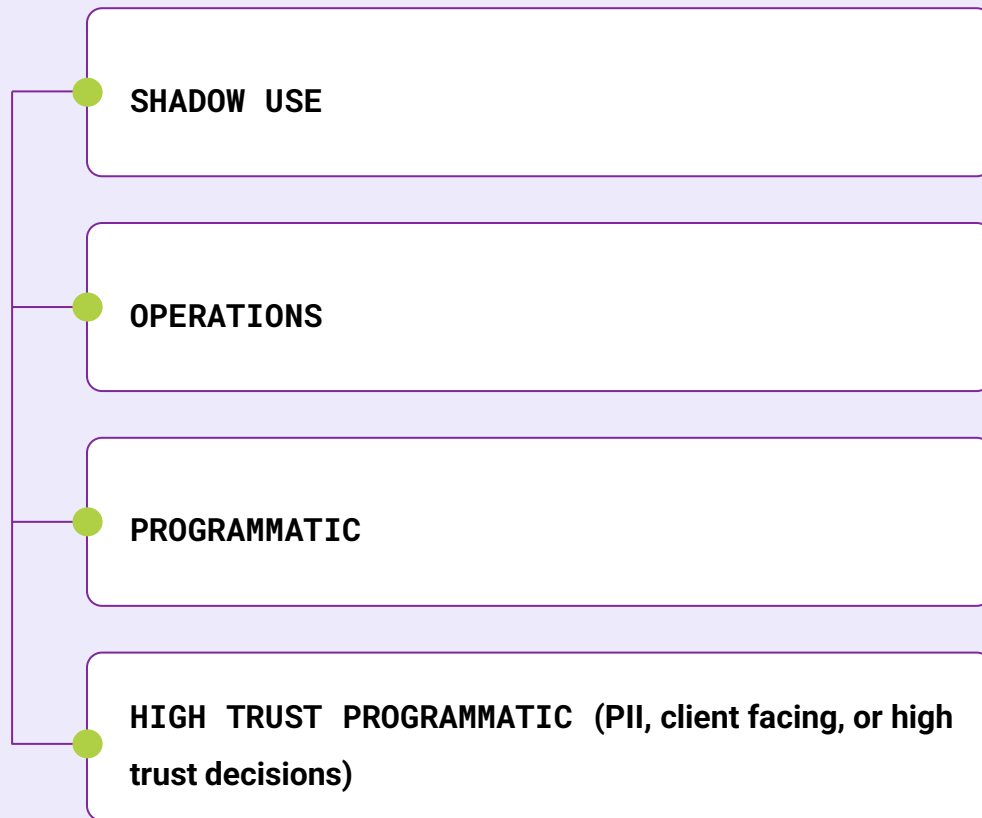 SHADOW USE
OPERATIONS
PROGRAMMATIC
HIGH TRUST PROGRAMMATIC (PII, client facing, or high
trust decisions)